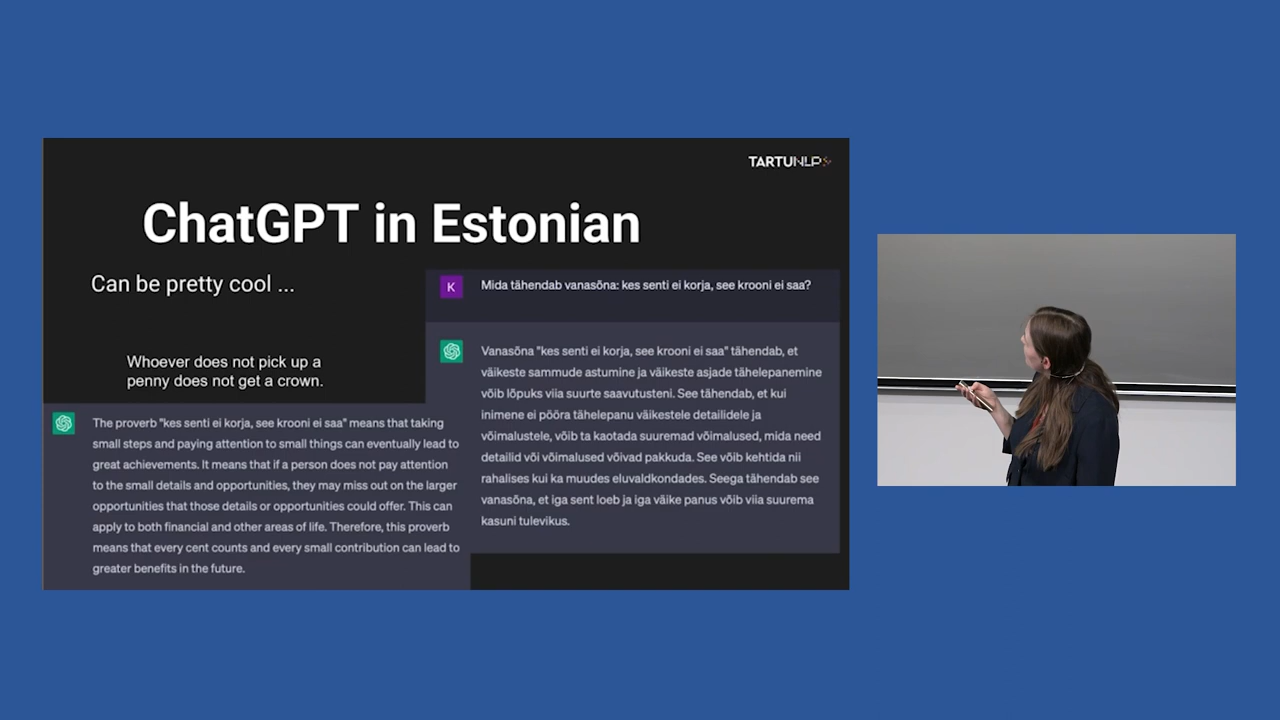 TARTUNLP
ChatGPT in Estonian
Can be pretty cool ...
K
Mida tähendab vanasõna: kes senti ei korja, see krooni ei saa?
Whoever does not pick up a
penny does not get a crown.
Vanasõna "kes senti ei korja, see krooni ei saa" tähendab, et
väikeste sammude astumine ja väikeste asjade tähelepanemine
võib lõpuks viia suurte saavutusteni. See tähendab, et kui
inimene ei pööra tähelepanu väikestele detailidele ja
võimalustele, võib ta kaotada suuremad võimalused, mida need
detailid või võimalused võivad pakkuda. See võib kehtida nii
rahalises kui ka muudes eluvaldkondades. Seega tähendab see
vanasõna, et iga sent loeb ja iga väike panus võib viia suurema
kasuni tulevikus.
The proverb "kes senti ei korja, see krooni ei saa" means that taking
small steps and paying attention to small things can eventually lead to
great achievements. It means that if a person does not pay attention
to the small details and opportunities, they may miss out on the larger
opportunities that those details or opportunities could offer. This can
apply to both financial and other areas of life. Therefore, this proverb
means that every cent counts and every small contribution can lead to
greater benefits in the future.